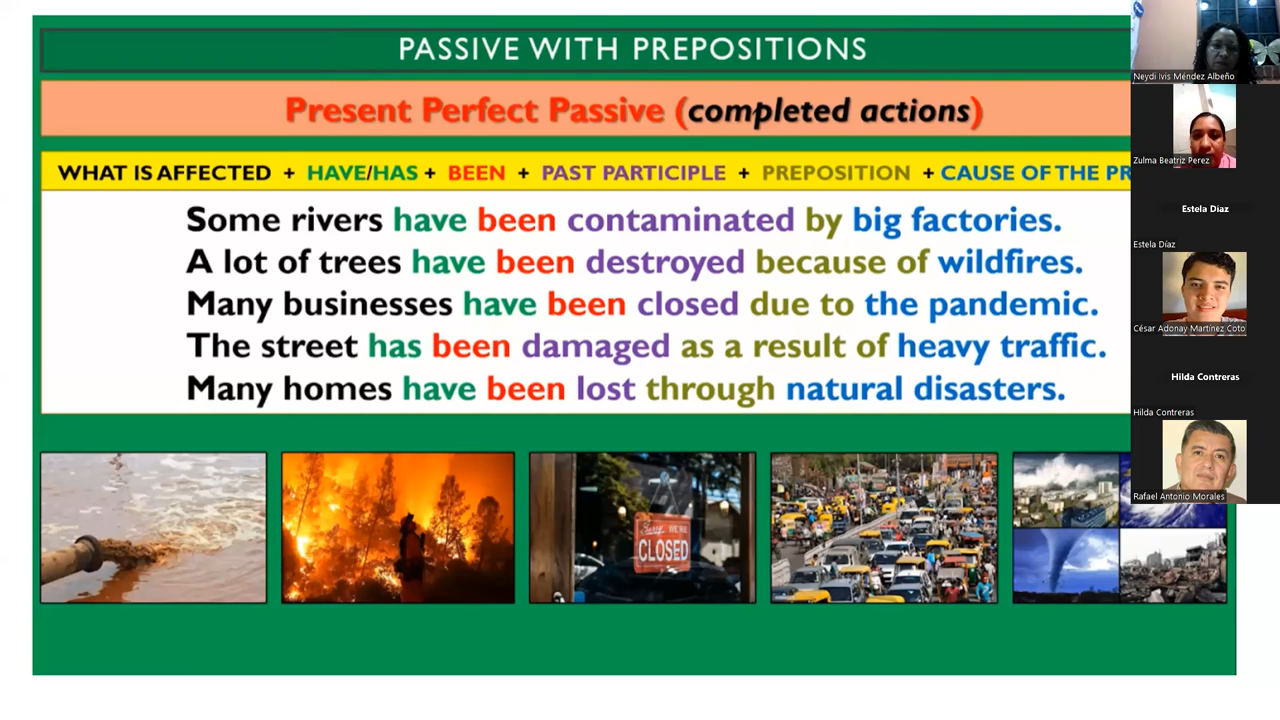 PASSIVE WITH PREPOSITIONS
Present Perfect Passive (completed actions)
WHAT IS AFFECTED + HAVE/HAS + BEEN + PAST PARTICIPLE + PREPOSITION + CAUSE OF THE PR
Some rivers have been contaminated by big factories.
A lot of trees have been destroyed because of wildfires.
Many businesses have been closed due to the pandemic.
The street has been damaged as a result of heavy traffic.
Many homes have been lost through natural disasters.
Sorry WE'RE
CLOSED
Neydi Ivis Méndez Albeño
Zulma Beatriz Perez
Estela Díaz
Estela Díaz
César Adonay Martínez Coto
Hilda Contreras
Hilda Contreras
Rafael Antonio Morales